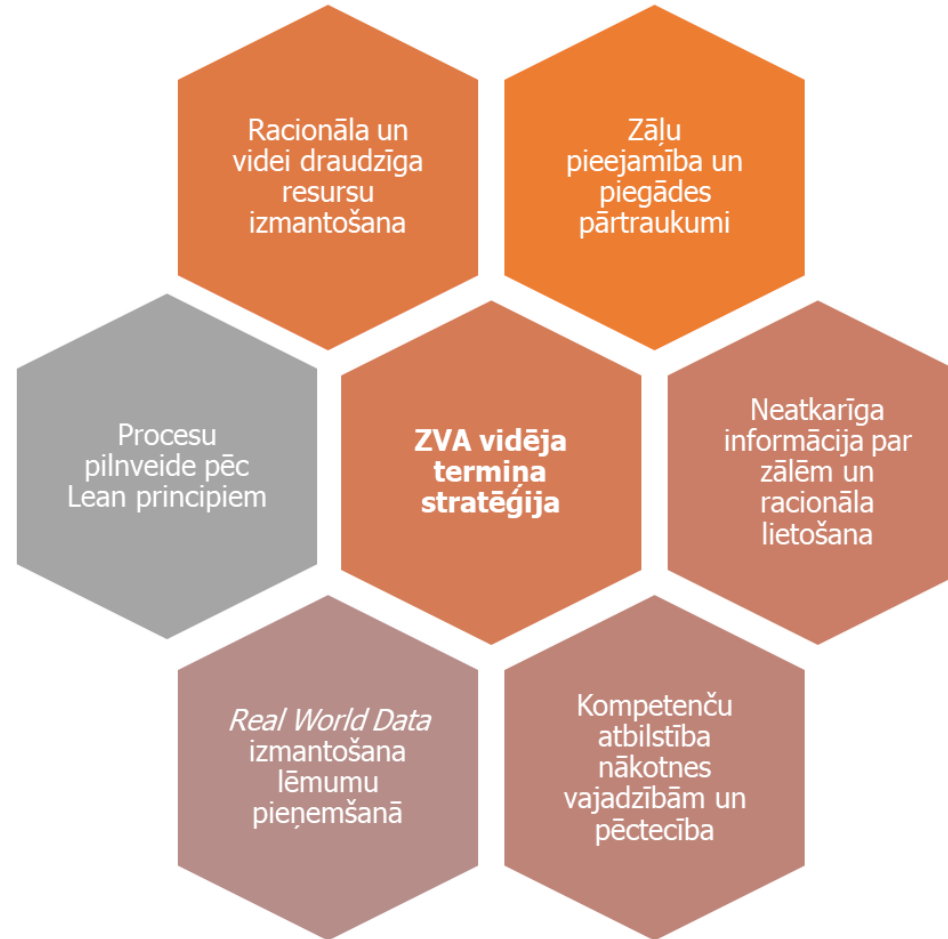 Racionāla un
videi draudzīga
resursu
izmantošana
Zāļu
pieejamība un
piegādes
pārtraukumi
Procesu
pilnveide pēc
Lean principiem
ZVA vidēja
termiņa
stratēģija
Neatkarīga
informācija par
zālēm un
racionāla
lietošana
Real World Data
izmantošana
lēmumu
pieņemšanā
Kompetenču
atbilstība
nākotnes
vajadzībām un
pēctecība